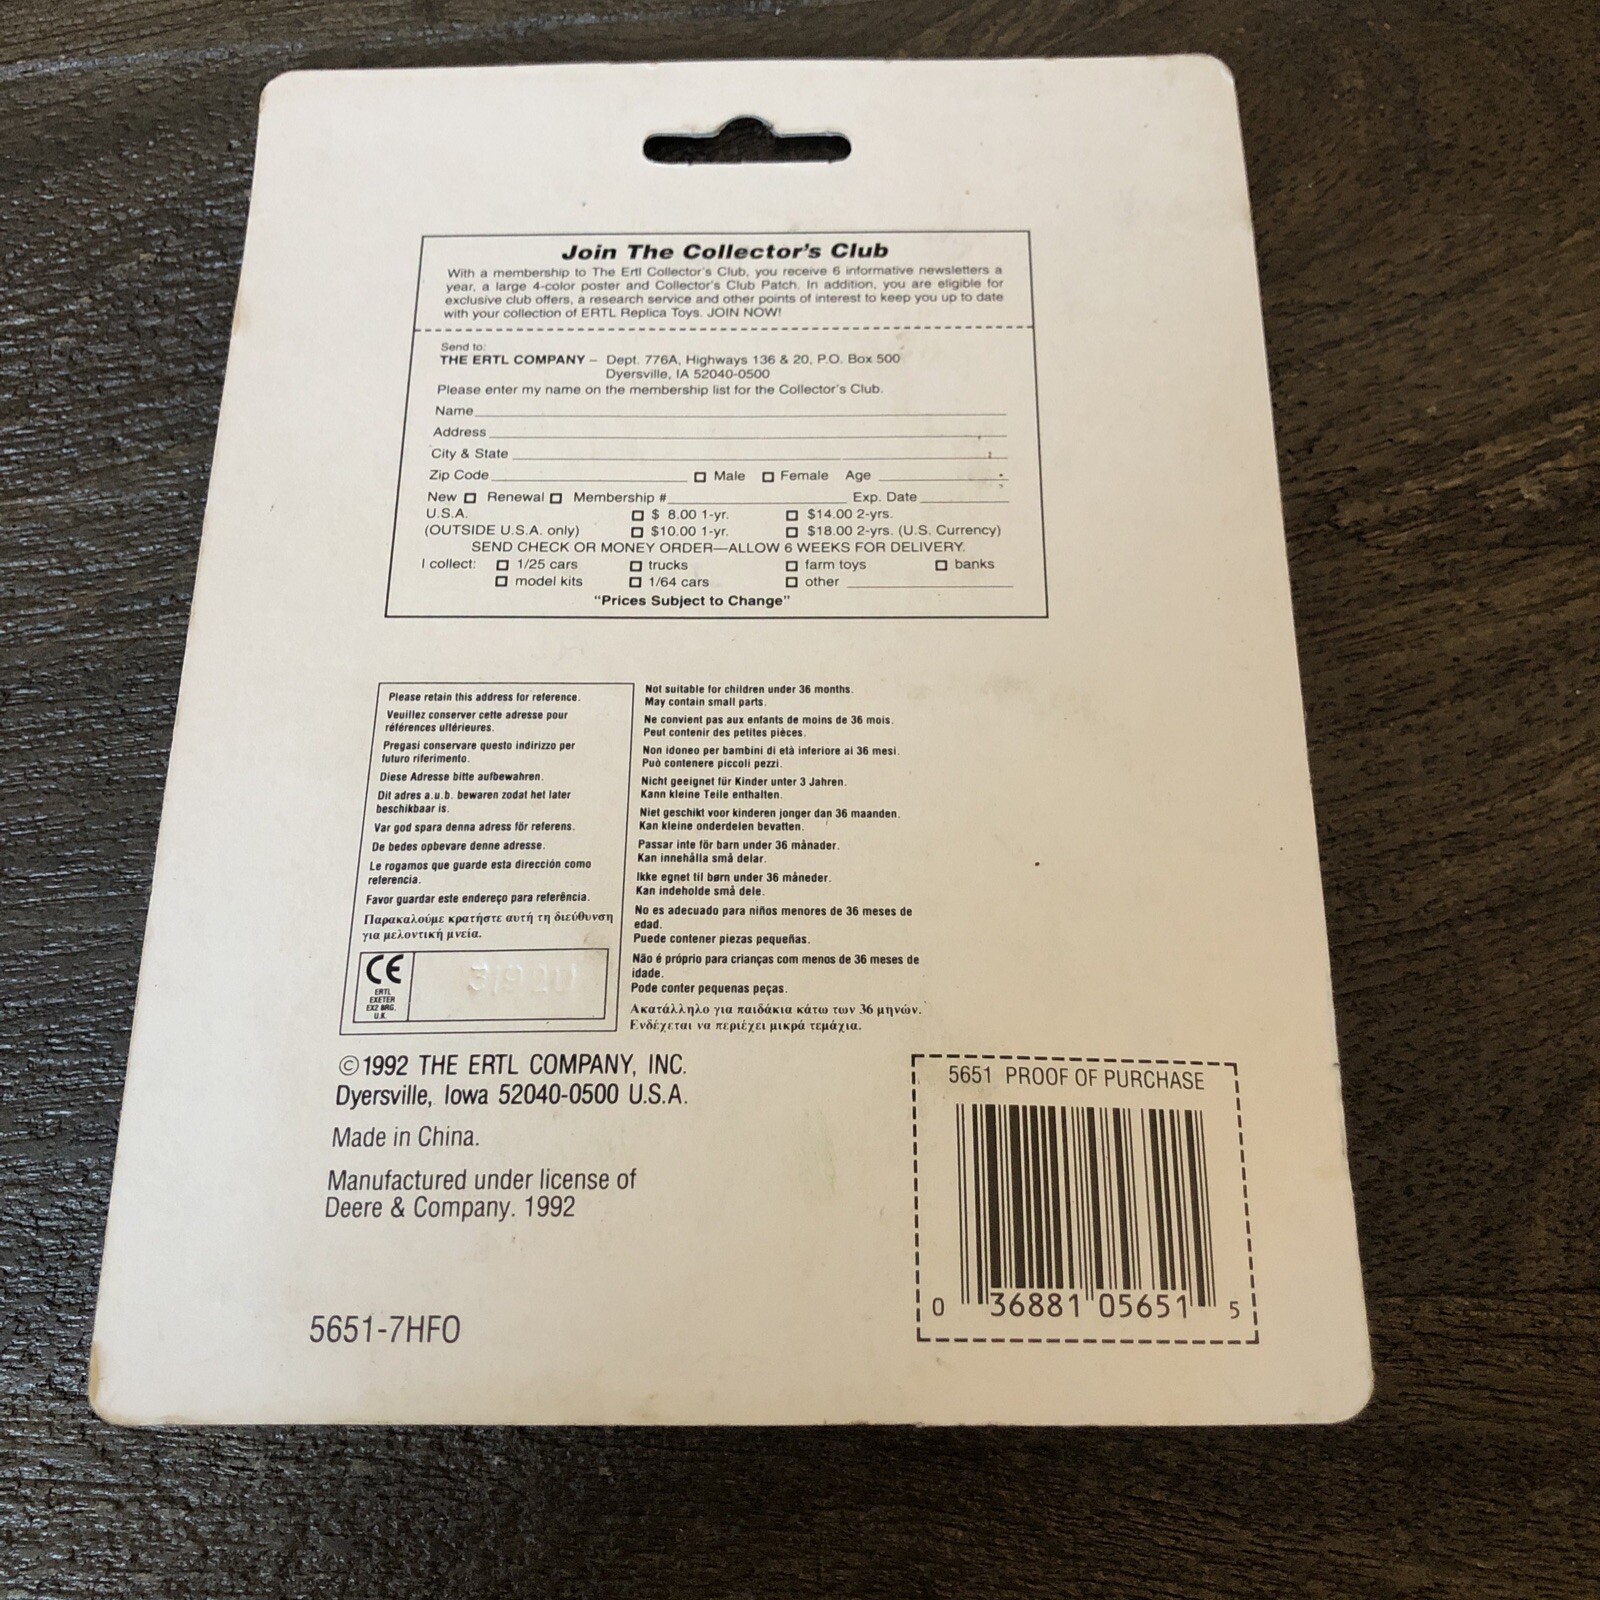 Join The Collector's Club
With a membership to The Ertl Collector's Club, you receive 6 informative newsletters a
year, a large 4-color poster and Collector's Club Patch. In addition, you are eligible for
exclusive club offers, a research service and other points of interest to keep you up to date
with your collection of ERTL Replica Toys. JOIN NOW!
Send to:
THE ERTL COMPANY – Dept. 776A, Highways 136 & 20, P.O. Box 500
Dyersville, IA 52040-0500
Please enter my name on the membership list for the Collector's Club.
Name
Address
City & State
Zip Code Male Female Age
New Renewal Membership # Exp. Date
U.S.A. $ 8.00 1-yr. $14.00 2-yrs.
(OUTSIDE U.S.A. only) $10.00 1-yr. $18.00 2-yrs. (U.S. Currency)
SEND CHECK OR MONEY ORDER—ALLOW 6 WEEKS FOR DELIVERY.
I collect: 1/25 cars trucks farm toys banks
model kits 1/64 cars other
"Prices Subject to Change"
Please retain this address for reference.
Veuillez conserver cette adresse pour
références ultérieures.
Pregasi conservare questo indirizzo per
futuro riferimento.
Diese Adresse bitte aufbewahren.
Dit adres a.u.b. bewaren zodat het later
beschikbaar is.
Var god spara denna adress för referens.
De bedes opbevare denne adresse.
Le rogamos que guarde esta dirección como
referencia.
Favor guardar este endereço para referência.
Παρακαλούμε κρατήστε αυτή τη διεύθυνση
για μελοντική μνεία.
CE
ERTL
EXETER
EX2 8RG.
U.K.
Not suitable for children under 36 months.
May contain small parts.
Ne convient pas aux enfants de moins de 36 mois.
Peut contenir des petites pièces.
Non idoneo per bambini di età inferiore ai 36 mesi.
Può contenere piccoli pezzi.
Nicht geeignet für Kinder unter 3 Jahren.
Kann kleine Teile enthalten.
Niet geschikt voor kinderen jonger dan 36 maanden.
Kan kleine onderdelen bevatten.
Passar inte för barn under 36 månader.
Kan innehålla små delar.
Ikke egnet til børn under 36 måneder.
Kan indeholde små dele.
No es adecuado para niños menores de 36 meses de
edad.
Puede contener piezas pequeñas.
Não é próprio para crianças com menos de 36 meses de
idade.
Pode conter pequenas peças.
Ακατάλληλο για παιδάκια κάτω των 36 μηνών.
Ενδέχεται να περιέχει μικρά τεμάχια.
©1992 THE ERTL COMPANY, INC.
Dyersville, Iowa 52040-0500 U.S.A.
Made in China.
Manufactured under license of
Deere & Company. 1992
5651-7HFO
5651 PROOF OF PURCHASE
0 36881 05651 5